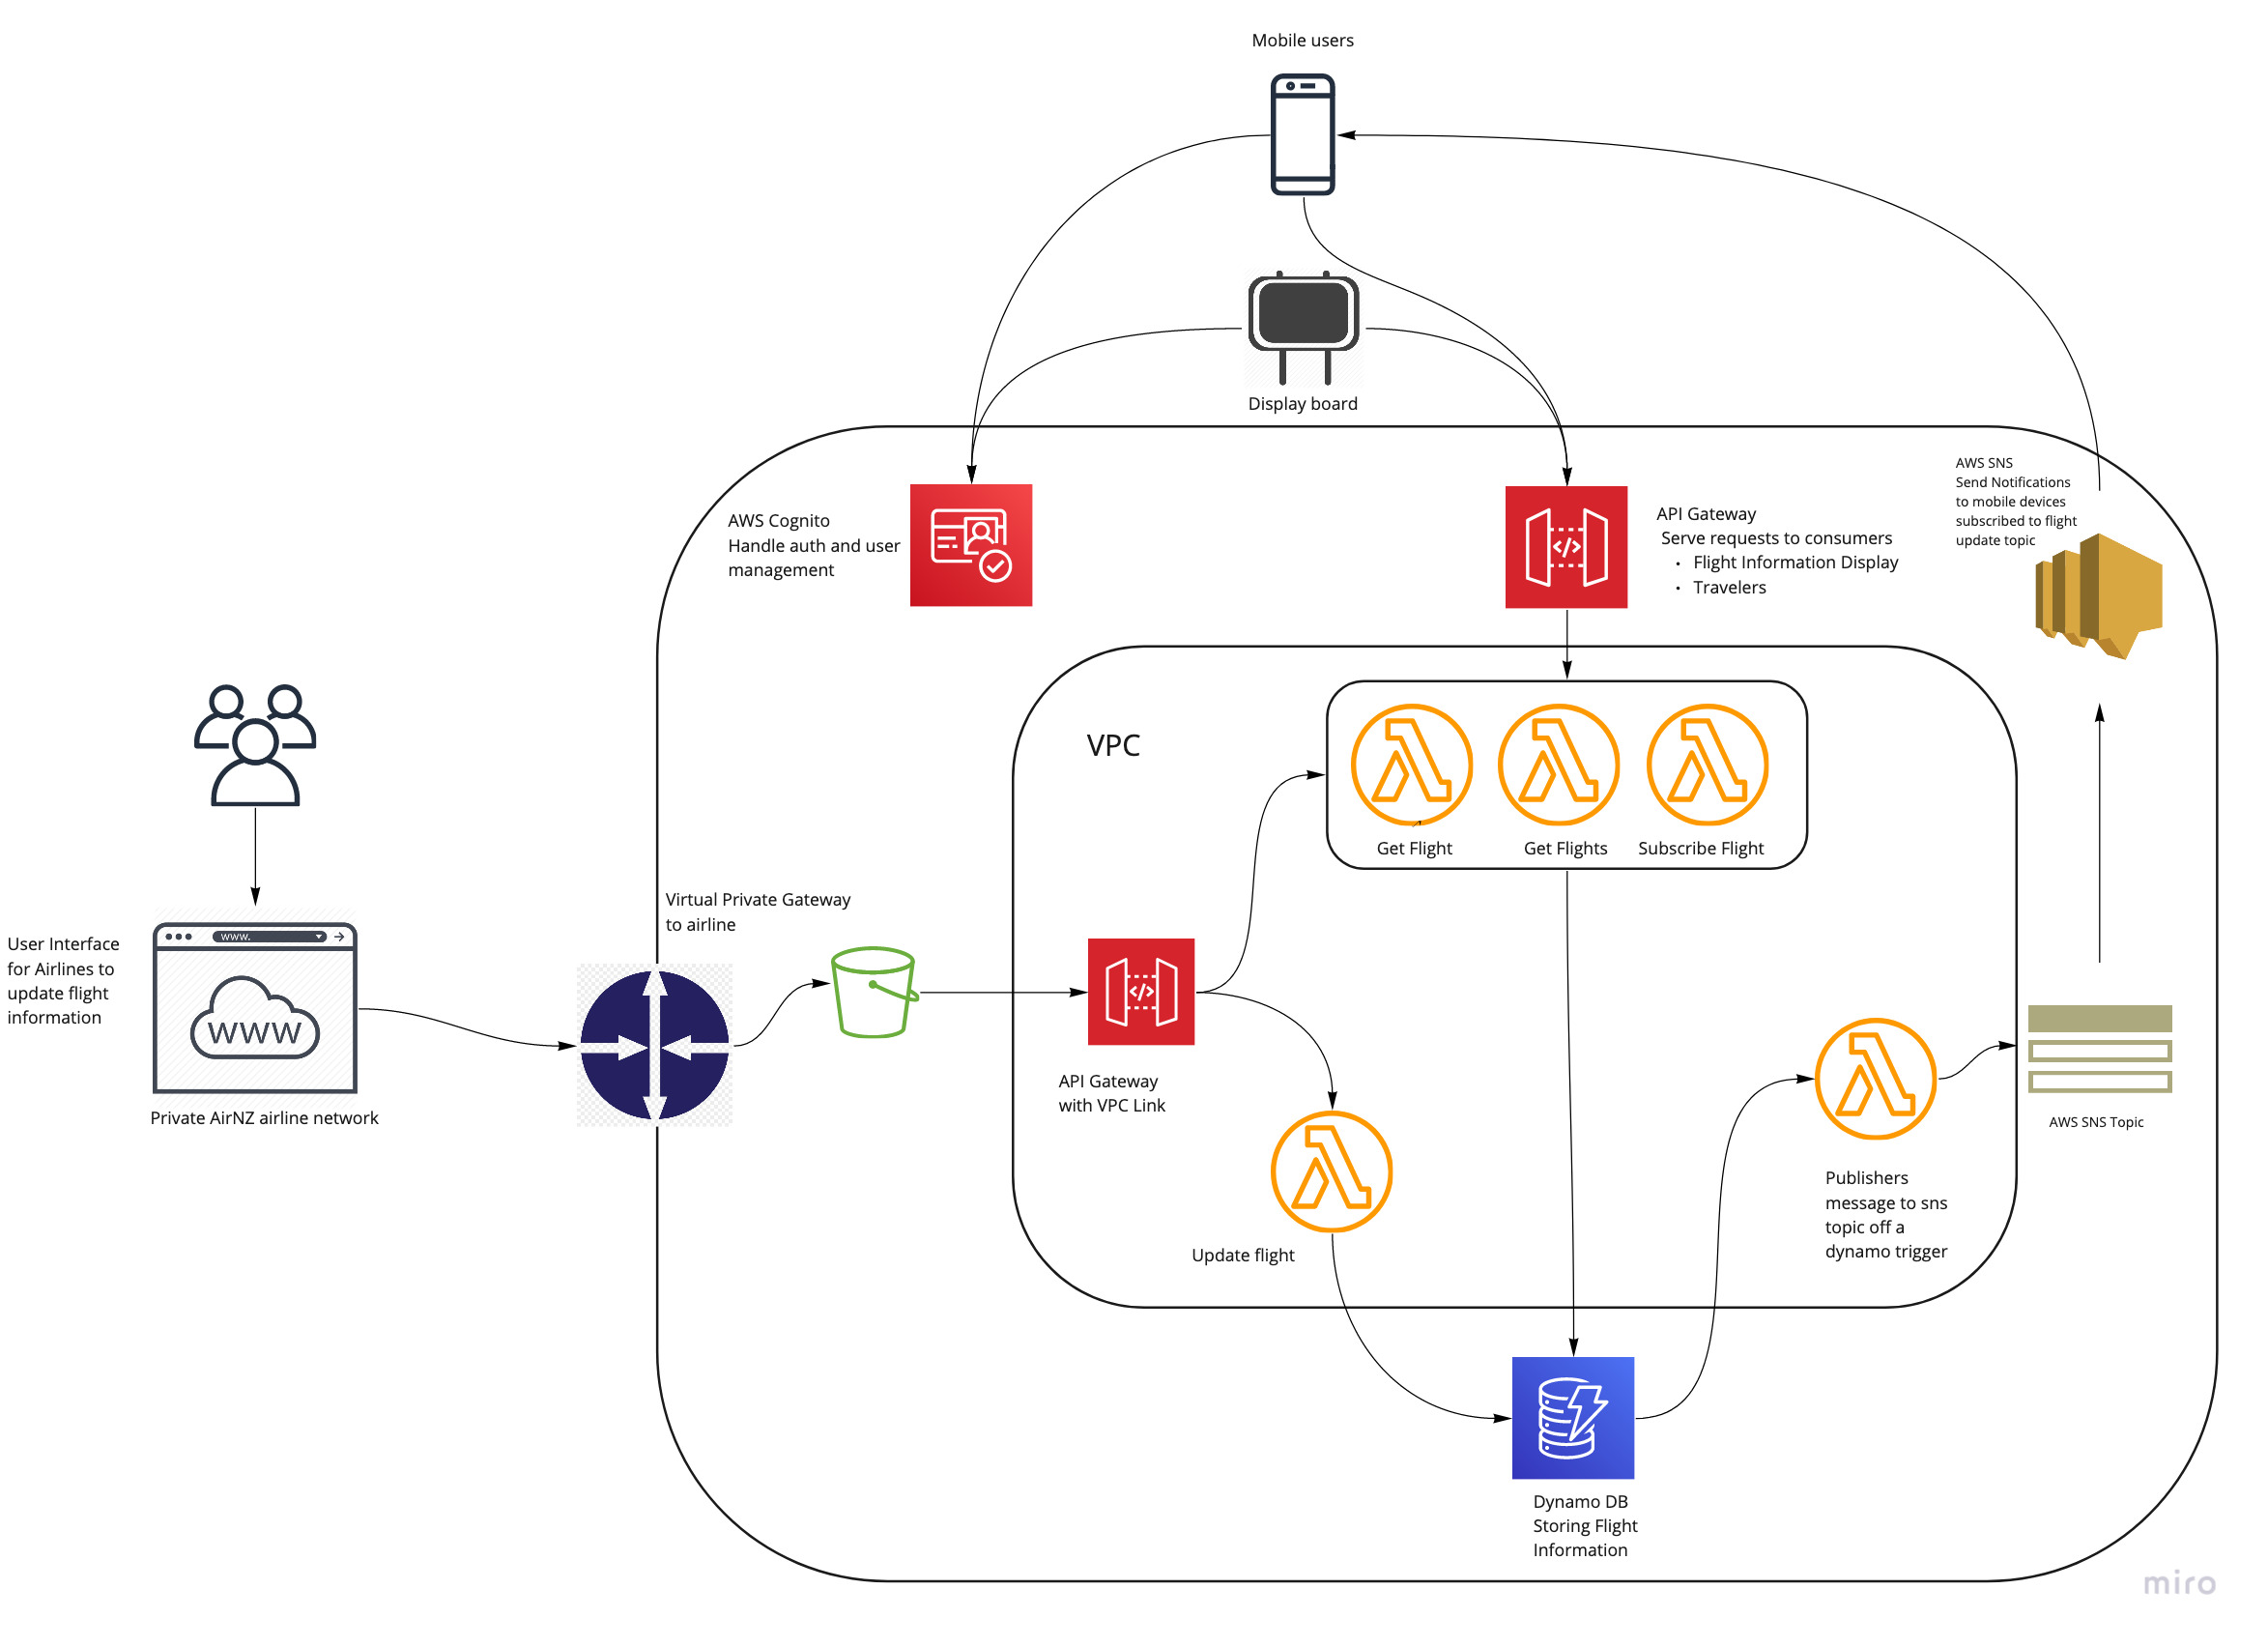 Mobile users
Display board
AWS Cognito
Handle auth and user
management
API Gateway
Serve requests to consumers
• Flight Information Display
• Travelers
AWS SNS
Send Notifications
to mobile devices
subscribed to flight
update topic
VPC
Get Flight
Get Flights
Subscribe Flight
Virtual Private Gateway
to airline
User Interface
for Airlines to
update flight
information
www.
WWW
Private AirNZ airline network
API Gateway
with VPC Link
Update flight
AWS SNS Topic
Publishers
message to sns
topic off a
dynamo trigger
Dynamo DB
Storing Flight
Information
miro